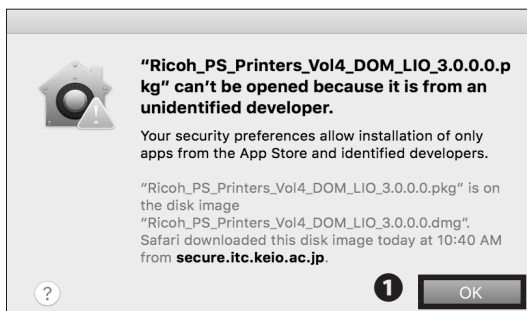 “Ricoh_PS_Printers_Vol4_DOM_LIO_3.0.0.0.p
kg” can’t be opened because it is from an
unidentified developer.
Your security preferences allow installation of only
apps from the App Store and identified developers.
“Ricoh_PS_Printers_Vol4_DOM_LIO_3.0.0.0.pkg” is on
the disk image
“Ricoh_PS_Printers_Vol4_DOM_LIO_3.0.0.0.dmg”.
Safari downloaded this disk image today at 10:40 AM
from secure.itc.keio.ac.jp.
?
❶ OK